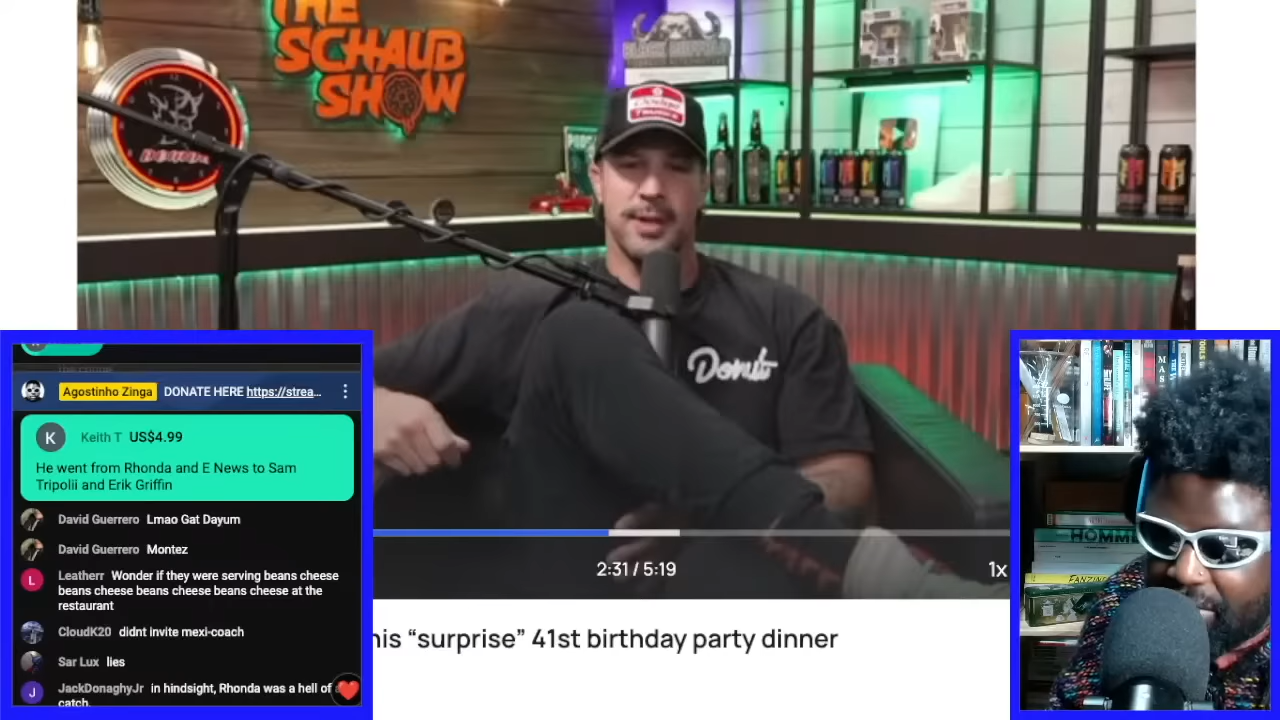 THE
SCHAUB
SHOW
DEMON
Donut
Agostinho Zinga DONATE HERE https://strea...
K Keith T US$4.99
He went from Rhonda and E News to Sam
Tripolii and Erik Griffin
David Guerrero Lmao Gat Dayum
David Guerrero Montez
L Leatherr Wonder if they were serving beans cheese
beans cheese beans cheese beans cheese at the
restaurant
CloudK20 didnt invite mexi-coach
Sar Lux lies
J JackDonaghyJr in hindsight, Rhonda was a hell of
catch.
2:31 / 5:19
1x
his “surprise” 41st birthday party dinner
HOMME